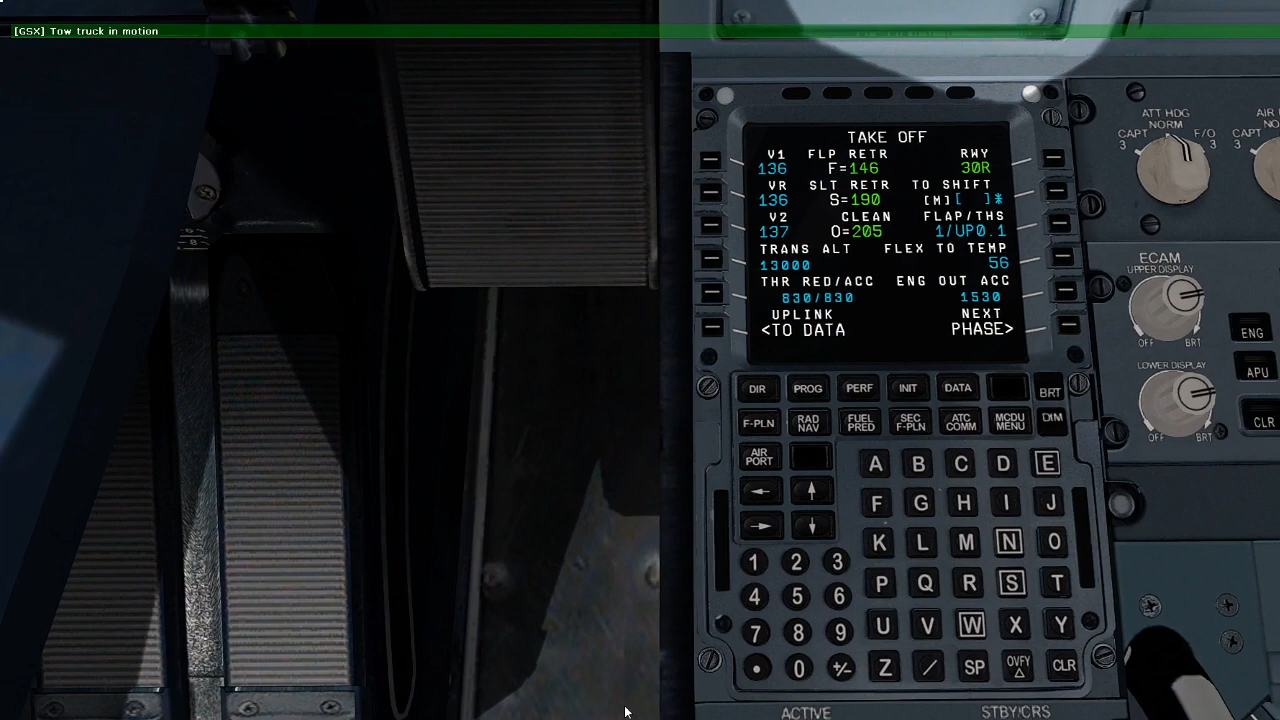 [GSX] Tow truck in motion
TAKE OFF
V1 FLP RETR RWY
136 F=146 30R
VR SLT RETR TO SHIFT
136 S=190 [M][ ]*
V2 CLEAN FLAP/THS
137 O=205 1/UP0.1
TRANS ALT FLEX TO TEMP
13000 56
THR RED/ACC ENG OUT ACC
830/830 1530
UPLINK NEXT
<TO DATA PHASE>
DIR PROG PERF INIT DATA BRT
F-PLN RAD NAV FUEL PRED SEC F-PLN ATC COMM MCDU MENU DIM
AIR PORT
← ↑
→ ↓
A B C D E
F G H I J
K L M N O
P Q R S T
U V W X Y
Z / SP OVFY △ CLR
1 2 3
4 5 6
7 8 9
. 0 +/-
ATT HDG
NORM
CAPT F/O
3 3
AIR
CAPT
3
ECAM
UPPER DISPLAY
OFF BRT
LOWER DISPLAY
OFF BRT
ENG
APU
CLR
8
ACTIVE STBY/CRS